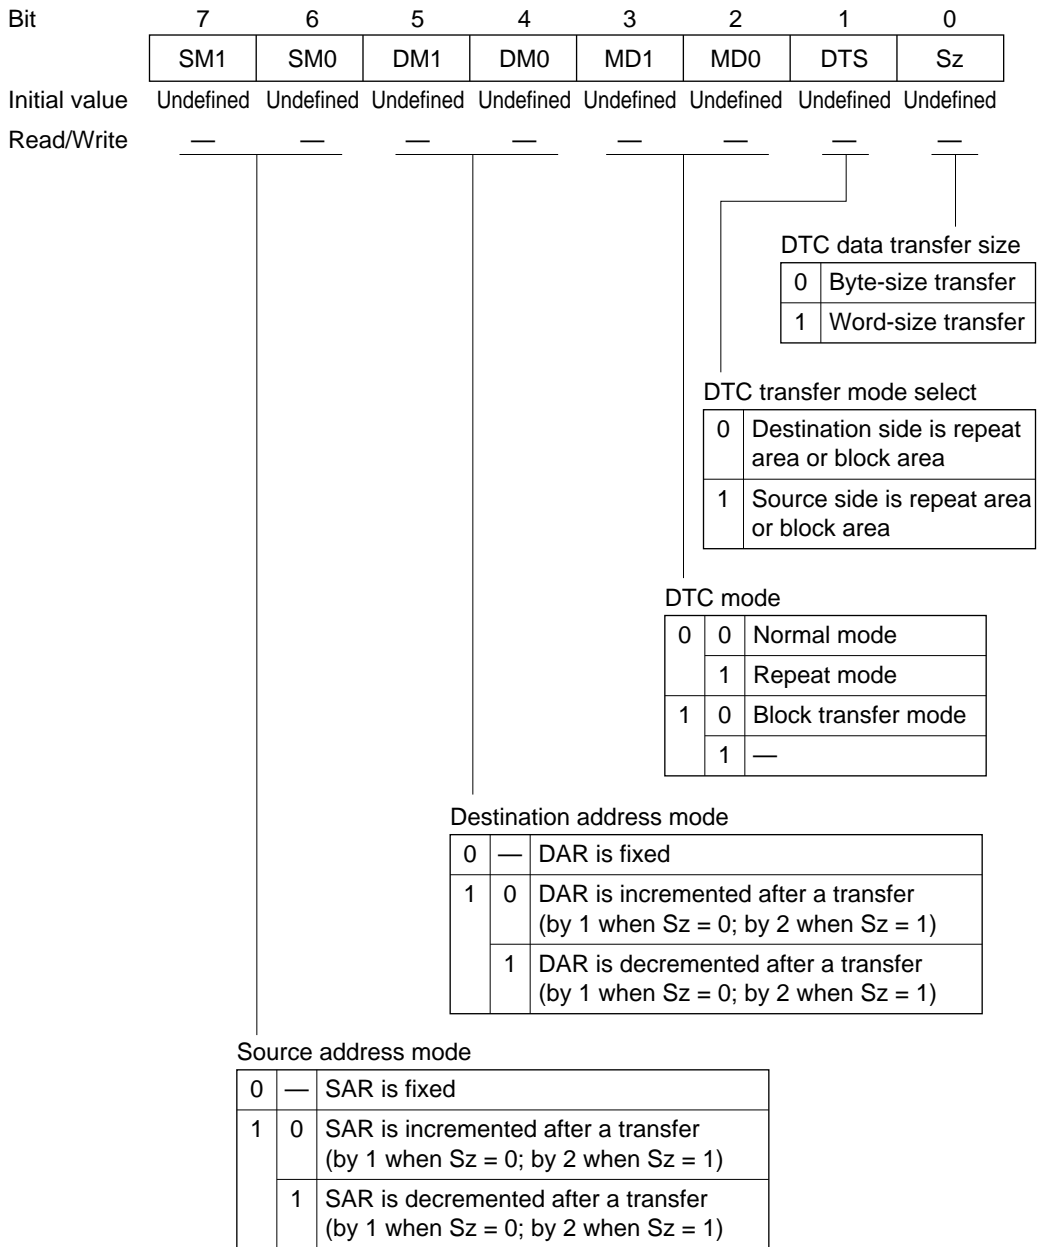 Bit 7 6 5 4 3 2 1 0
SM1 SM0 DM1 DM0 MD1 MD0 DTS Sz
Initial value Undefined Undefined Undefined Undefined Undefined Undefined Undefined Undefined
Read/Write — — — — — — — —
DTC data transfer size
0 Byte-size transfer
1 Word-size transfer
DTC transfer mode select
0 Destination side is repeat
area or block area
1 Source side is repeat area
or block area
DTC mode
0 0 Normal mode
1 Repeat mode
1 0 Block transfer mode
1 —
Destination address mode
0 — DAR is fixed
1 0 DAR is incremented after a transfer
(by 1 when Sz = 0; by 2 when Sz = 1)
1 DAR is decremented after a transfer
(by 1 when Sz = 0; by 2 when Sz = 1)
Source address mode
0 — SAR is fixed
1 0 SAR is incremented after a transfer
(by 1 when Sz = 0; by 2 when Sz = 1)
1 SAR is decremented after a transfer
(by 1 when Sz = 0; by 2 when Sz = 1)